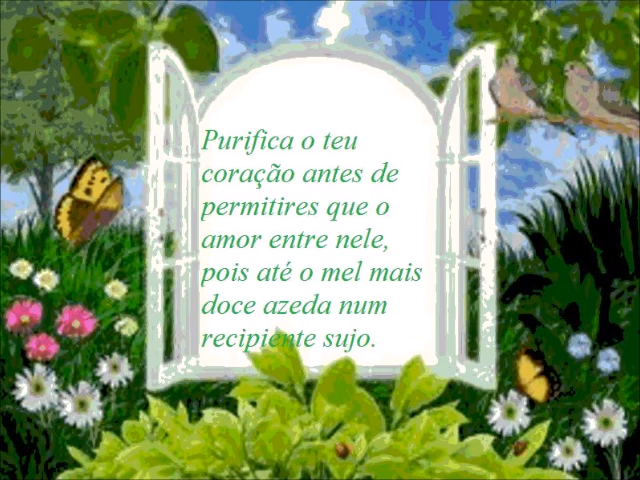 Purifica o teu
coração antes de
permitires que o
amor entre nele,
pois até o mel mais
doce azeda num
recipiente sujo.